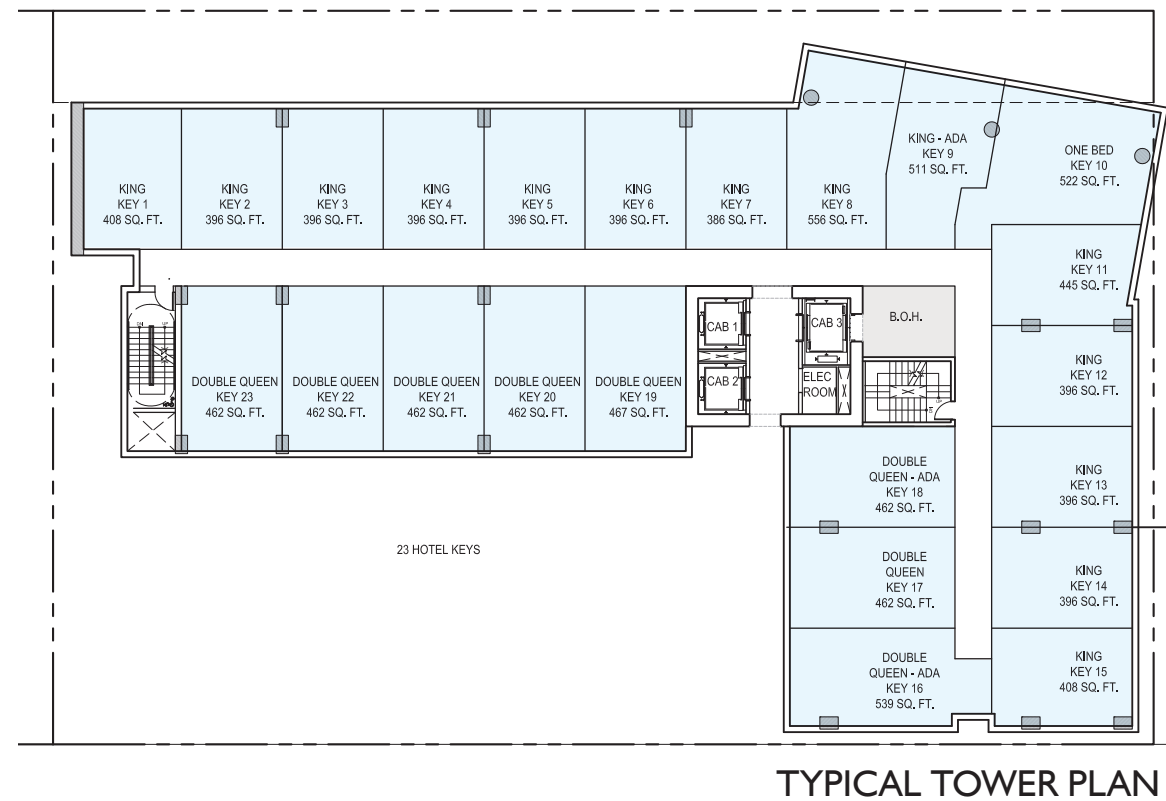 KING
KEY 1
408 SQ. FT.
KING
KEY 2
396 SQ. FT.
KING
KEY 3
396 SQ. FT.
KING
KEY 4
396 SQ. FT.
KING
KEY 5
396 SQ. FT.
KING
KEY 6
396 SQ. FT.
KING
KEY 7
386 SQ. FT.
KING
KEY 8
556 SQ. FT.
KING - ADA
KEY 9
511 SQ. FT.
ONE BED
KEY 10
522 SQ. FT.
KING
KEY 11
445 SQ. FT.
KING
KEY 12
396 SQ. FT.
KING
KEY 13
396 SQ. FT.
KING
KEY 14
396 SQ. FT.
KING
KEY 15
408 SQ. FT.
DOUBLE QUEEN
KEY 23
462 SQ. FT.
DOUBLE QUEEN
KEY 22
462 SQ. FT.
DOUBLE QUEEN
KEY 21
462 SQ. FT.
DOUBLE QUEEN
KEY 20
462 SQ. FT.
DOUBLE QUEEN
KEY 19
467 SQ. FT.
CAB 1
CAB 2
CAB 3
ELEC
ROOM
B.O.H.
DOUBLE
QUEEN - ADA
KEY 18
462 SQ. FT.
DOUBLE
QUEEN
KEY 17
462 SQ. FT.
DOUBLE
QUEEN - ADA
KEY 16
539 SQ. FT.
23 HOTEL KEYS
TYPICAL TOWER PLAN